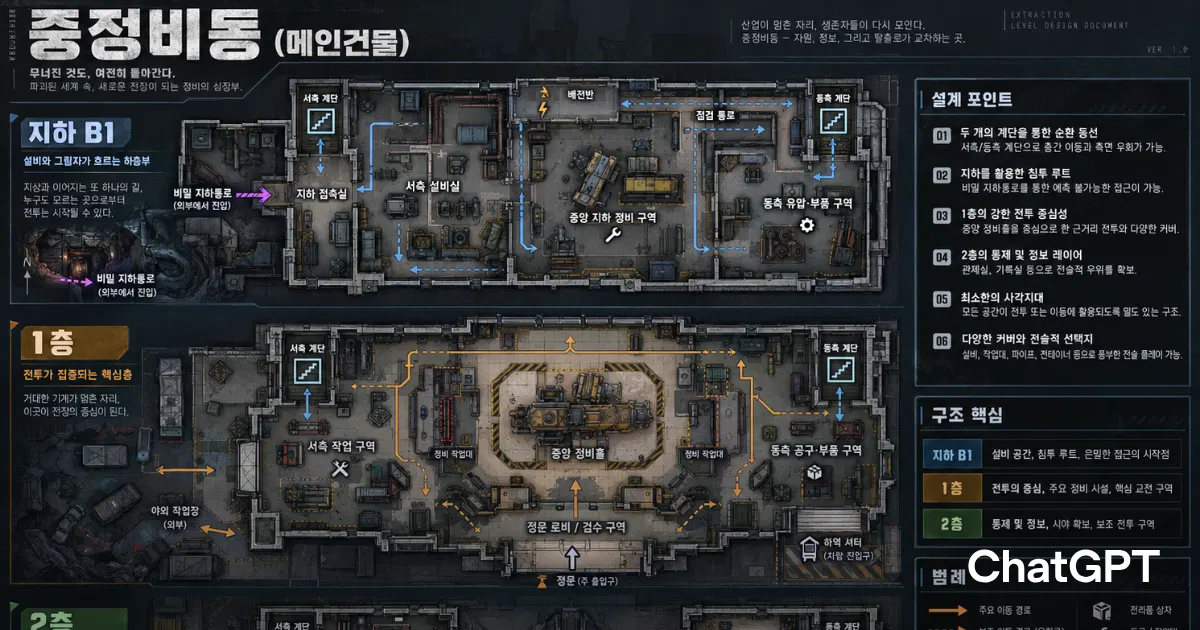 중정비동 (메인건물)
무너진 것도, 여전히 돌아간다.
파괴된 세계 속, 새로운 전장이 되는 정비의 심장부.
산업이 멈춘 자리, 생존자들이 다시 모인다.
중정비동 – 자원, 정보, 그리고 탈출로가 교차하는 곳.
EXTRACTION
LEVEL DESIGN DOCUMENT
VER 1.0
지하 B1
설비와 그림자가 흐르는 하층부
지상과 이어지는 또 하나의 길,
누구도 모르는 곳으로부터
전투는 시작될 수 있다.
N
비밀 지하통로
(외부에서 진입)
비밀 지하통로
(외부에서 진입)
서측 계단
지하 접속실
서측 설비실
배전반
점검 통로
동측 계단
중앙 지하 정비 구역
동측 유압·부품 구역
1층
전투가 집중되는 핵심층
거대한 기계가 멈춘 자리,
이곳이 전장의 중심이 된다.
서측 계단
동측 계단
서측 작업 구역
정비 작업대
중앙 정비홀
정비 작업대
동측 공구·부품 구역
야외 작업장
(외부)
정문 로비 / 검수 구역
하역 셔터
(차량 진입구)
정문 (주 출입구)
2층
서측 계단
동측 계단
설계 포인트
01 두 개의 계단을 통한 순환 동선
서측/동측 계단으로 층간 이동과 측면 우회가 가능.
02 지하를 활용한 침투 루트
비밀 지하통로를 통한 예측 불가능한 접근이 가능.
03 1층의 강한 전투 중심성
중앙 정비홀을 중심으로 한 근거리 전투와 다양한 커버.
04 2층의 통제 및 정보 레이어
관제실, 기록실 등으로 전술적 우위를 확보.
05 최소한의 사각지대
모든 공간이 전투 또는 이동에 활용되도록 밀도 있는 구조.
06 다양한 커버와 전술적 선택지
설비, 작업대, 파이프, 컨테이너 등으로 풍부한 전술 플레이 가능.
구조 핵심
지하 B1 설비 공간, 침투 루트, 은밀한 접근의 시작점
1층 전투의 중심, 주요 정비 시설, 핵심 교전 구역
2층 통제 및 정보, 시야 확보, 보조 전투 구역
범례
주요 이동 경로
전리품 상자
ChatGPT